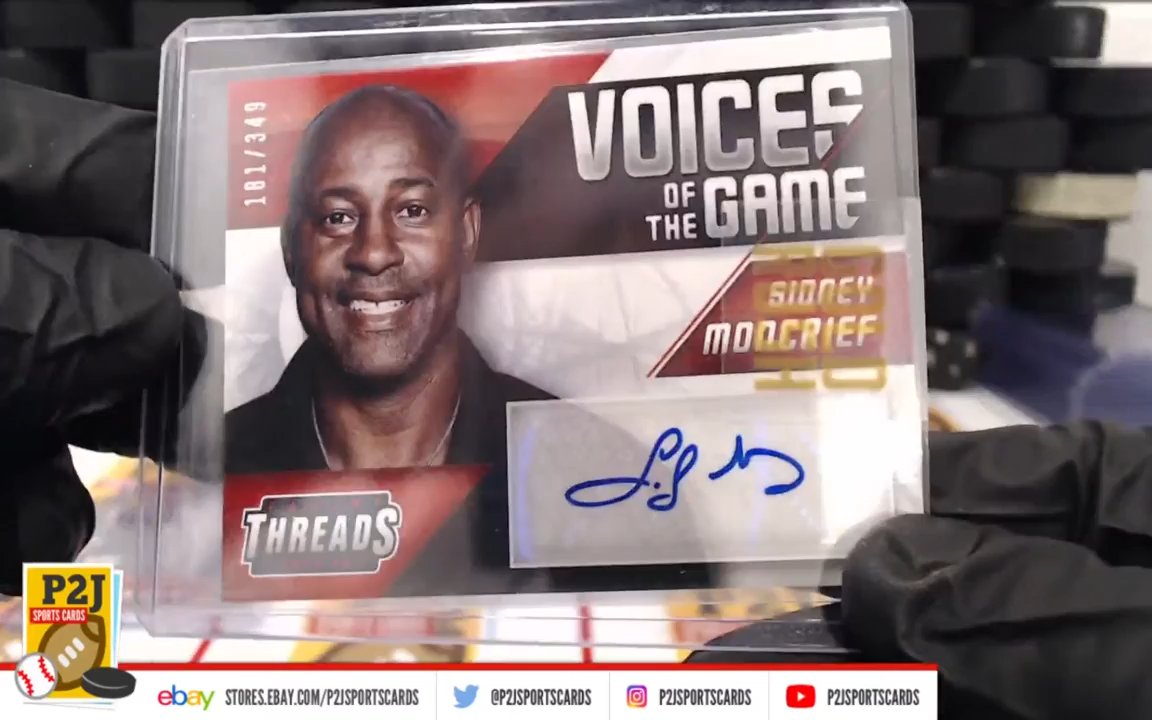 181/349
VOICES
OF
THE GAME
SIDNEY
MONCRIEF
THREADS
P2J
SPORTS CARDS
ebay STORES.EBAY.COM/P2JSPORTSCARDS
@P2JSPORTSCARDS
P2JSPORTSCARDS
P2JSPORTSCARDS